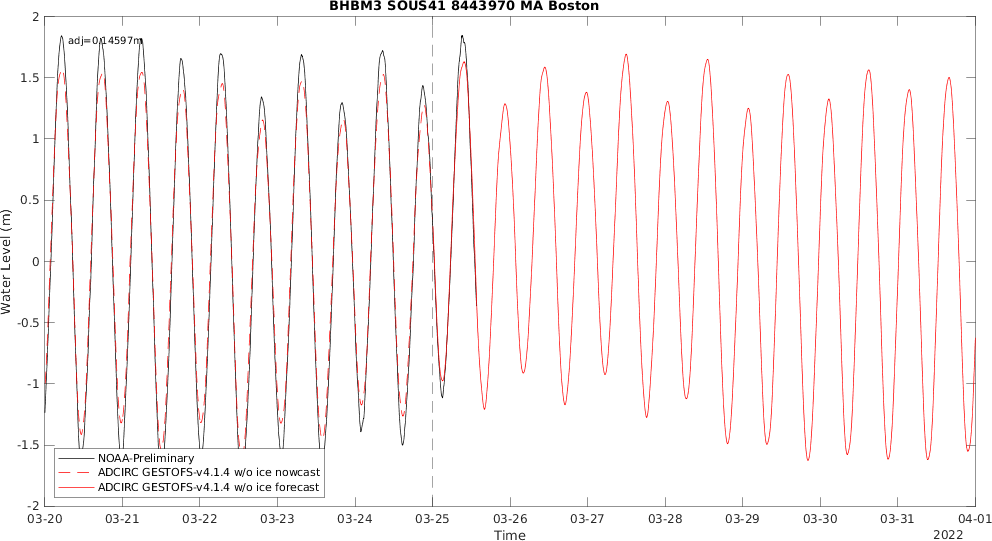 BHBM3 SOUS41 8443970 MA Boston
adj=0.14597m
Water Level (m)
2
1.5
1
0.5
0
-0.5
-1
-1.5
-2
NOAA-Preliminary
ADCIRC GESTOFS-v4.1.4 w/o ice nowcast
ADCIRC GESTOFS-v4.1.4 w/o ice forecast
03-20 03-21 03-22 03-23 03-24 03-25 03-26 03-27 03-28 03-29 03-30 03-31 04-01
Time
2022